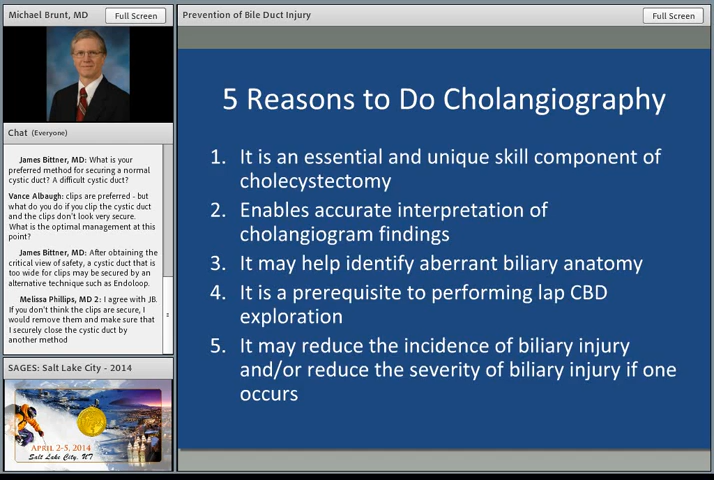 Michael Brunt, MD
Full Screen
Prevention of Bile Duct Injury
Full Screen
Chat (Everyone)
James Bittner, MD: What is your
preferred method for securing a normal
cystic duct? A difficult cystic duct?
Vance Albaugh: clips are preferred - but
what do you do if you clip the cystic duct
and the clips don't look very secure.
What is the optimal management at this
point?
James Bittner, MD: After obtaining the
critical view of safety, a cystic duct that is
too wide for clips may be secured by an
alternative technique such as Endoloop.
Melissa Phillips, MD 2: I agree with JB.
If you don't think the clips are secure, I
would remove them and make sure that
I securely close the cystic duct by
another method
SAGES: Salt Lake City - 2014
April 2-5, 2014
Salt Lake City, UT
5 Reasons to Do Cholangiography
1. It is an essential and unique skill component of
cholecystectomy
2. Enables accurate interpretation of
cholangiogram findings
3. It may help identify aberrant biliary anatomy
4. It is a prerequisite to performing lap CBD
exploration
5. It may reduce the incidence of biliary injury
and/or reduce the severity of biliary injury if one
occurs